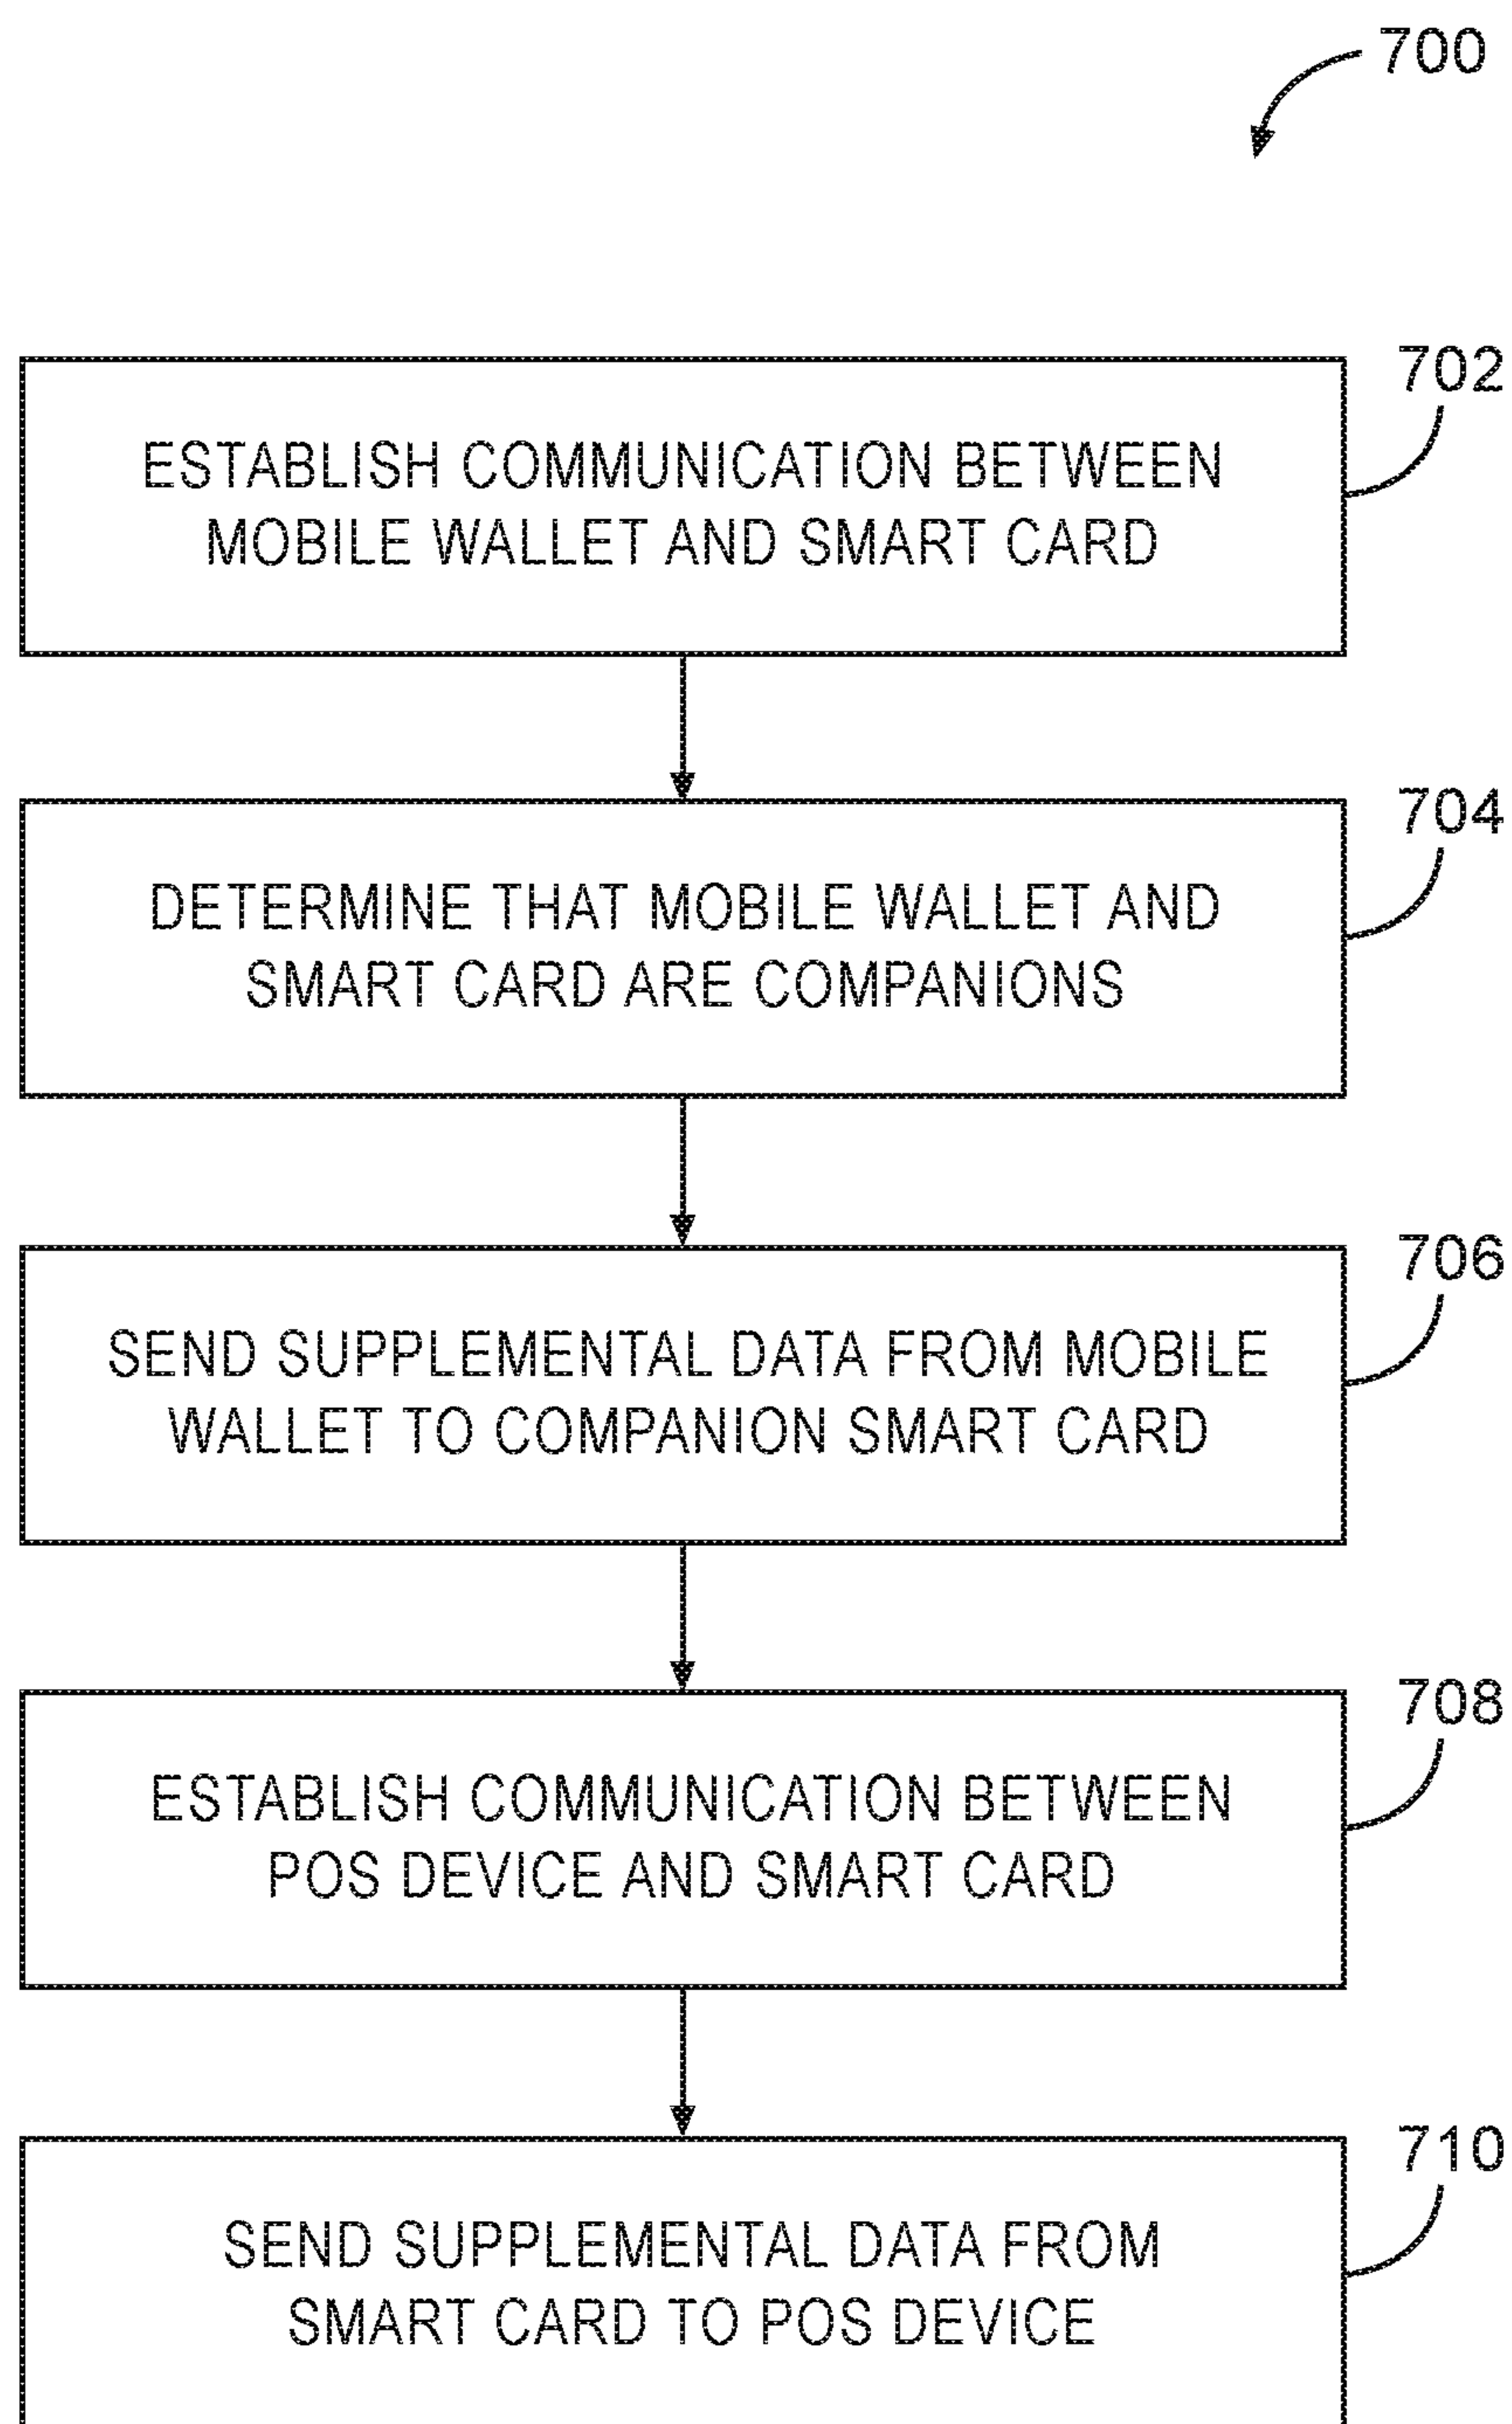 700
702
ESTABLISH COMMUNICATION BETWEEN
MOBILE WALLET AND SMART CARD
704
DETERMINE THAT MOBILE WALLET AND
SMART CARD ARE COMPANIONS
706
SEND SUPPLEMENTAL DATA FROM MOBILE
WALLET TO COMPANION SMART CARD
708
ESTABLISH COMMUNICATION BETWEEN
POS DEVICE AND SMART CARD
710
SEND SUPPLEMENTAL DATA FROM
SMART CARD TO POS DEVICE